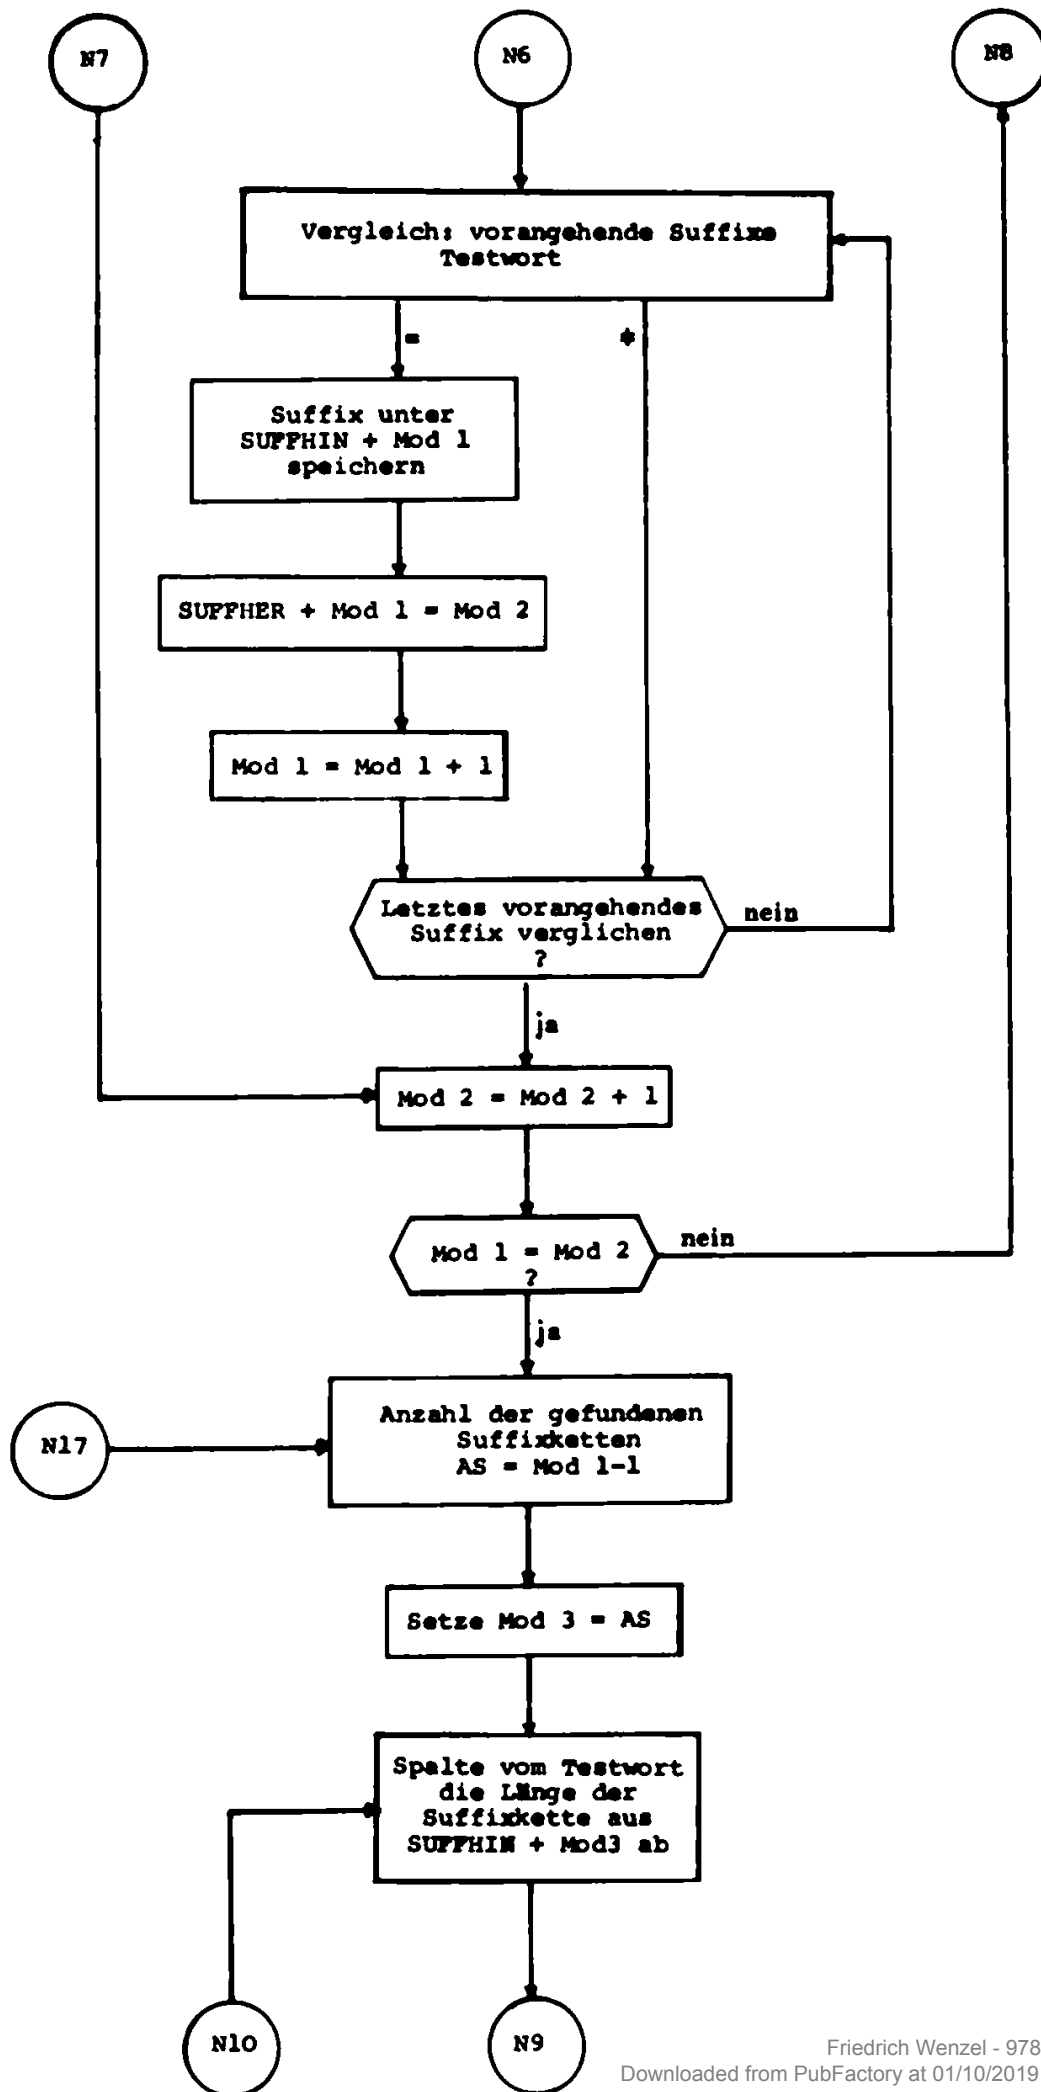 N7
N6
N8
Vergleich: vorangehende Suffixe
Testwort
=
≠
Suffix unter
SUFFHIN + Mod 1
speichern
SUFFHER + Mod 1 = Mod 2
Mod 1 = Mod 1 + 1
Letztes vorangehendes
Suffix verglichen
?
nein
ja
Mod 2 = Mod 2 + 1
Mod 1 = Mod 2
?
nein
ja
N17
Anzahl der gefundenen
Suffixketten
AS = Mod 1-1
Setze Mod 3 = AS
Spalte vom Testwort
die Länge der
Suffixkette aus
SUFFHIN + Mod3 ab
N10
N9
Friedrich Wenzel - 978
Downloaded from PubFactory at 01/10/2019